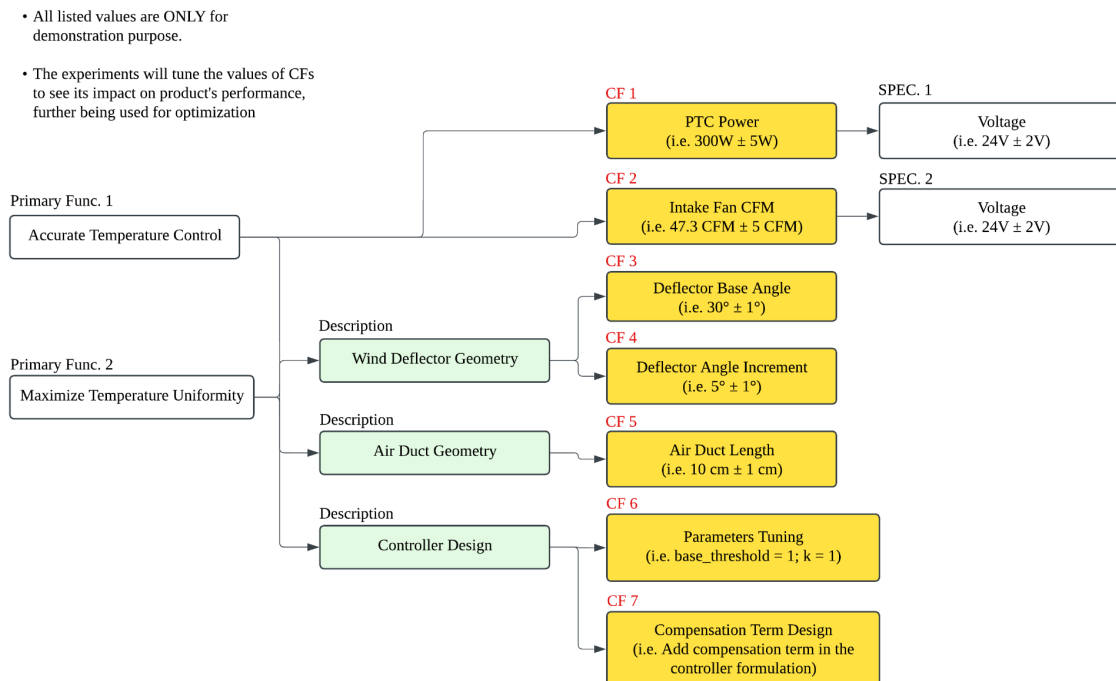 • All listed values are ONLY for
demonstration purpose.
• The experiments will tune the values of CFs
to see its impact on product's performance,
further being used for optimization
Primary Func. 1
Accurate Temperature Control
Primary Func. 2
Maximize Temperature Uniformity
Description
Wind Deflector Geometry
Description
Air Duct Geometry
Description
Controller Design
CF 1
PTC Power
(i.e. 300W ± 5W)
CF 2
Intake Fan CFM
(i.e. 47.3 CFM ± 5 CFM)
CF 3
Deflector Base Angle
(i.e. 30° ± 1°)
CF 4
Deflector Angle Increment
(i.e. 5° ± 1°)
CF 5
Air Duct Length
(i.e. 10 cm ± 1 cm)
CF 6
Parameters Tuning
(i.e. base_threshold = 1; k = 1)
CF 7
Compensation Term Design
(i.e. Add compensation term in the
controller formulation)
SPEC. 1
Voltage
(i.e. 24V ± 2V)
SPEC. 2
Voltage
(i.e. 24V ± 2V)